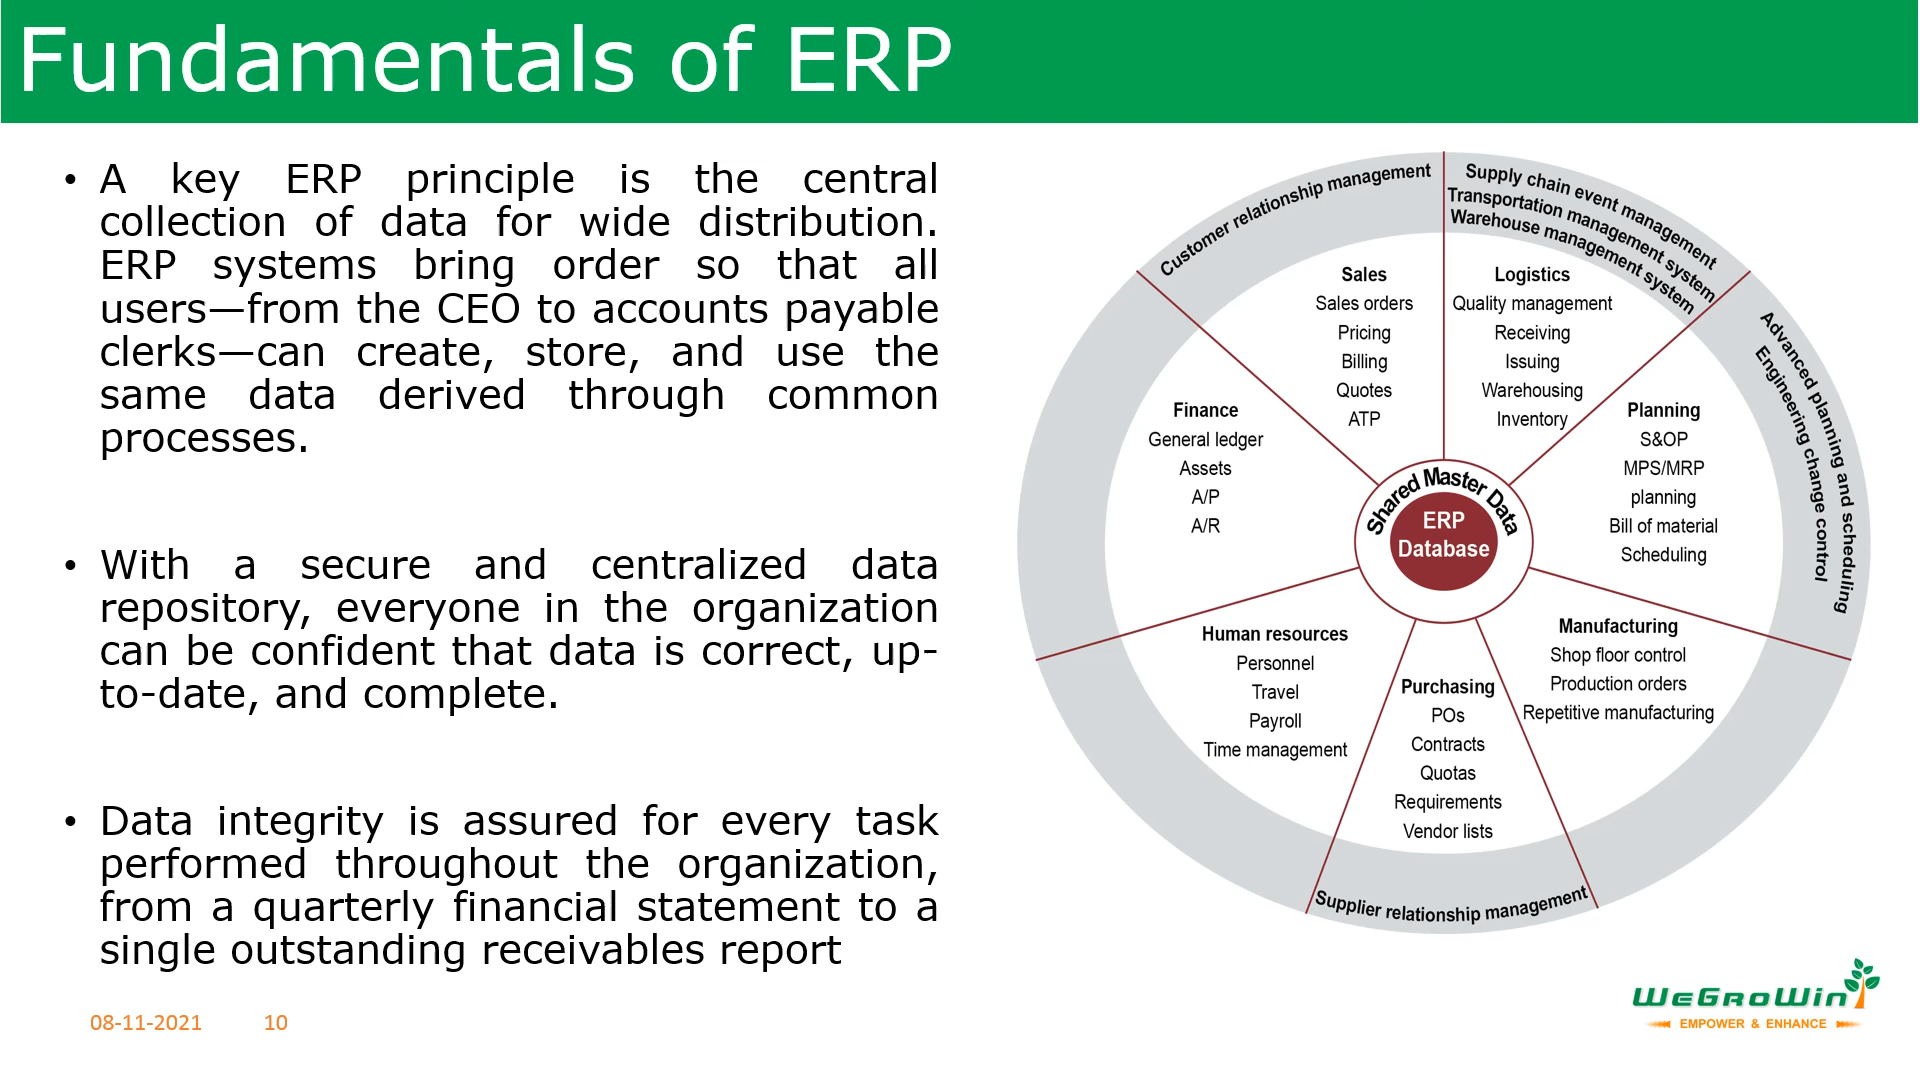 Fundamentals of ERP
• A key ERP principle is the central
collection of data for wide distribution.
ERP systems bring order so that all
users—from the CEO to accounts payable
clerks—can create, store, and use the
same data derived through common
processes.
• With a secure and centralized data
repository, everyone in the organization
can be confident that data is correct, up-
to-date, and complete.
• Data integrity is assured for every task
performed throughout the organization,
from a quarterly financial statement to a
single outstanding receivables report
Customer relationship management
Supply chain event management
Transportation management system
Warehouse management system
Advanced planning and scheduling
Engineering change control
Supplier relationship management
Sales
Sales orders
Pricing
Billing
Quotes
ATP
Logistics
Quality management
Receiving
Issuing
Warehousing
Inventory
Finance
General ledger
Assets
A/P
A/R
Planning
S&OP
MPS/MRP
planning
Bill of material
Scheduling
Shared Master Data
ERP
Database
Human resources
Personnel
Travel
Payroll
Time management
Purchasing
POs
Contracts
Quotas
Requirements
Vendor lists
Manufacturing
Shop floor control
Production orders
Repetitive manufacturing
08-11-2021 10
WeGroWin
EMPOWER & ENHANCE